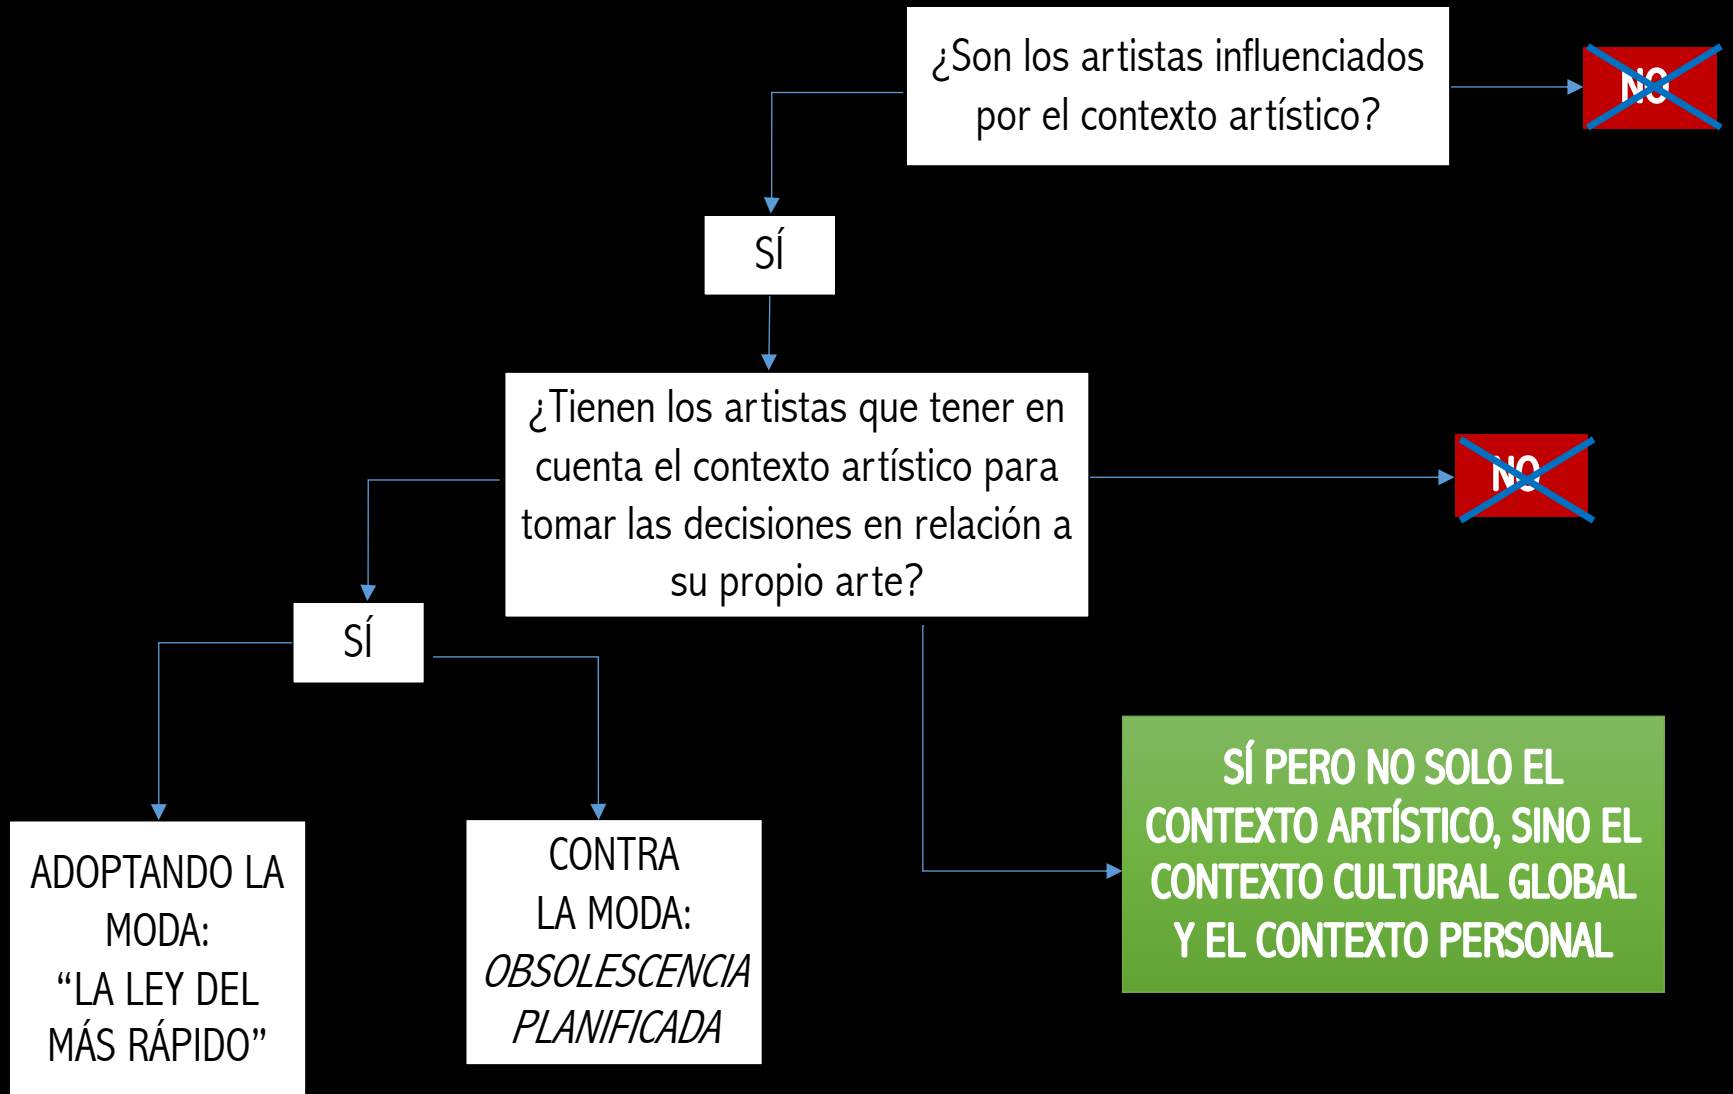 ¿Son los artistas influenciados
por el contexto artístico?
NO
SÍ
¿Tienen los artistas que tener en
cuenta el contexto artístico para
tomar las decisiones en relación a
su propio arte?
NO
SÍ
ADOPTANDO LA
MODA:
“LA LEY DEL
MÁS RÁPIDO”
CONTRA
LA MODA:
OBSOLESCENCIA
PLANIFICADA
SÍ PERO NO SOLO EL
CONTEXTO ARTÍSTICO, SINO EL
CONTEXTO CULTURAL GLOBAL
Y EL CONTEXTO PERSONAL